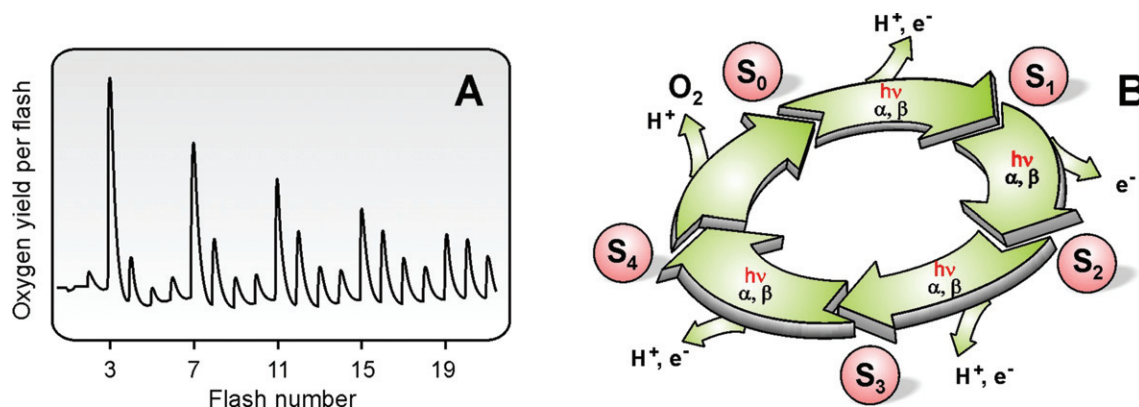 Oxygen yield per flash
A
3 7 11 15 19
Flash number
B
H⁺, e⁻
S₀
S₁
hν
α, β
O₂
H⁺
hν
α, β
e⁻
S₄
S₂
hν
α, β
hν
α, β
H⁺, e⁻
H⁺, e⁻
S₃